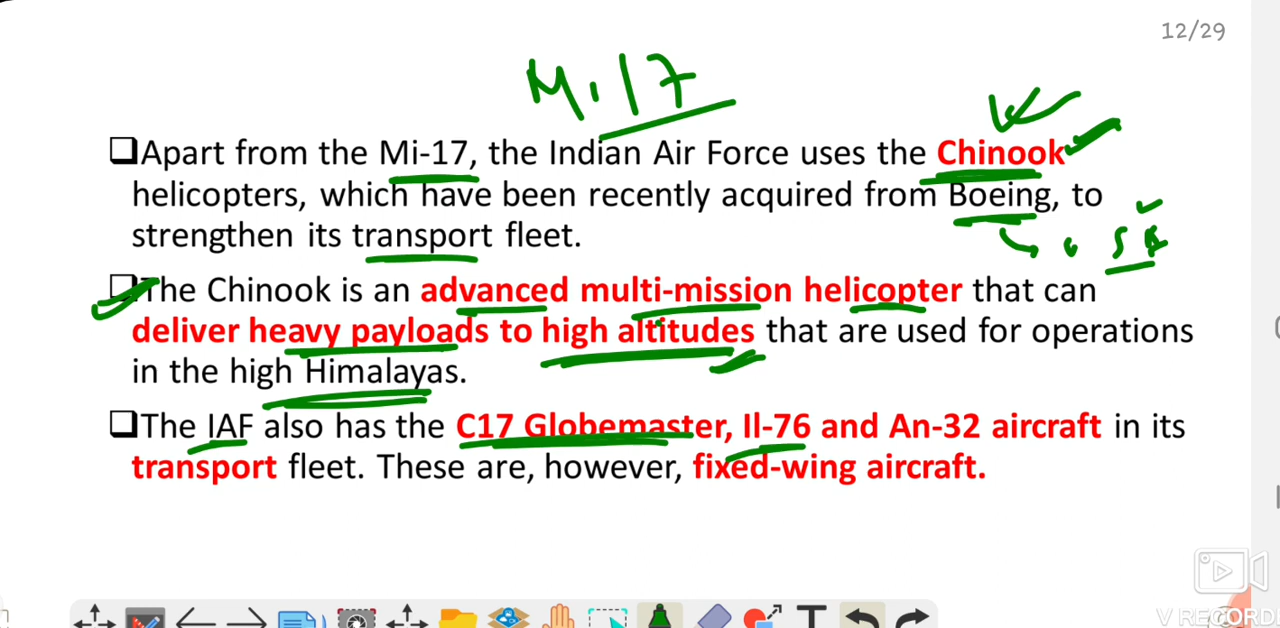 12/29
Mi17
Apart from the Mi-17, the Indian Air Force uses the Chinook
helicopters, which have been recently acquired from Boeing, to
strengthen its transport fleet.
The Chinook is an advanced multi-mission helicopter that can
deliver heavy payloads to high altitudes that are used for operations
in the high Himalayas.
The IAF also has the C17 Globemaster, Il-76 and An-32 aircraft in its
transport fleet. These are, however, fixed-wing aircraft.
T
V RECORD